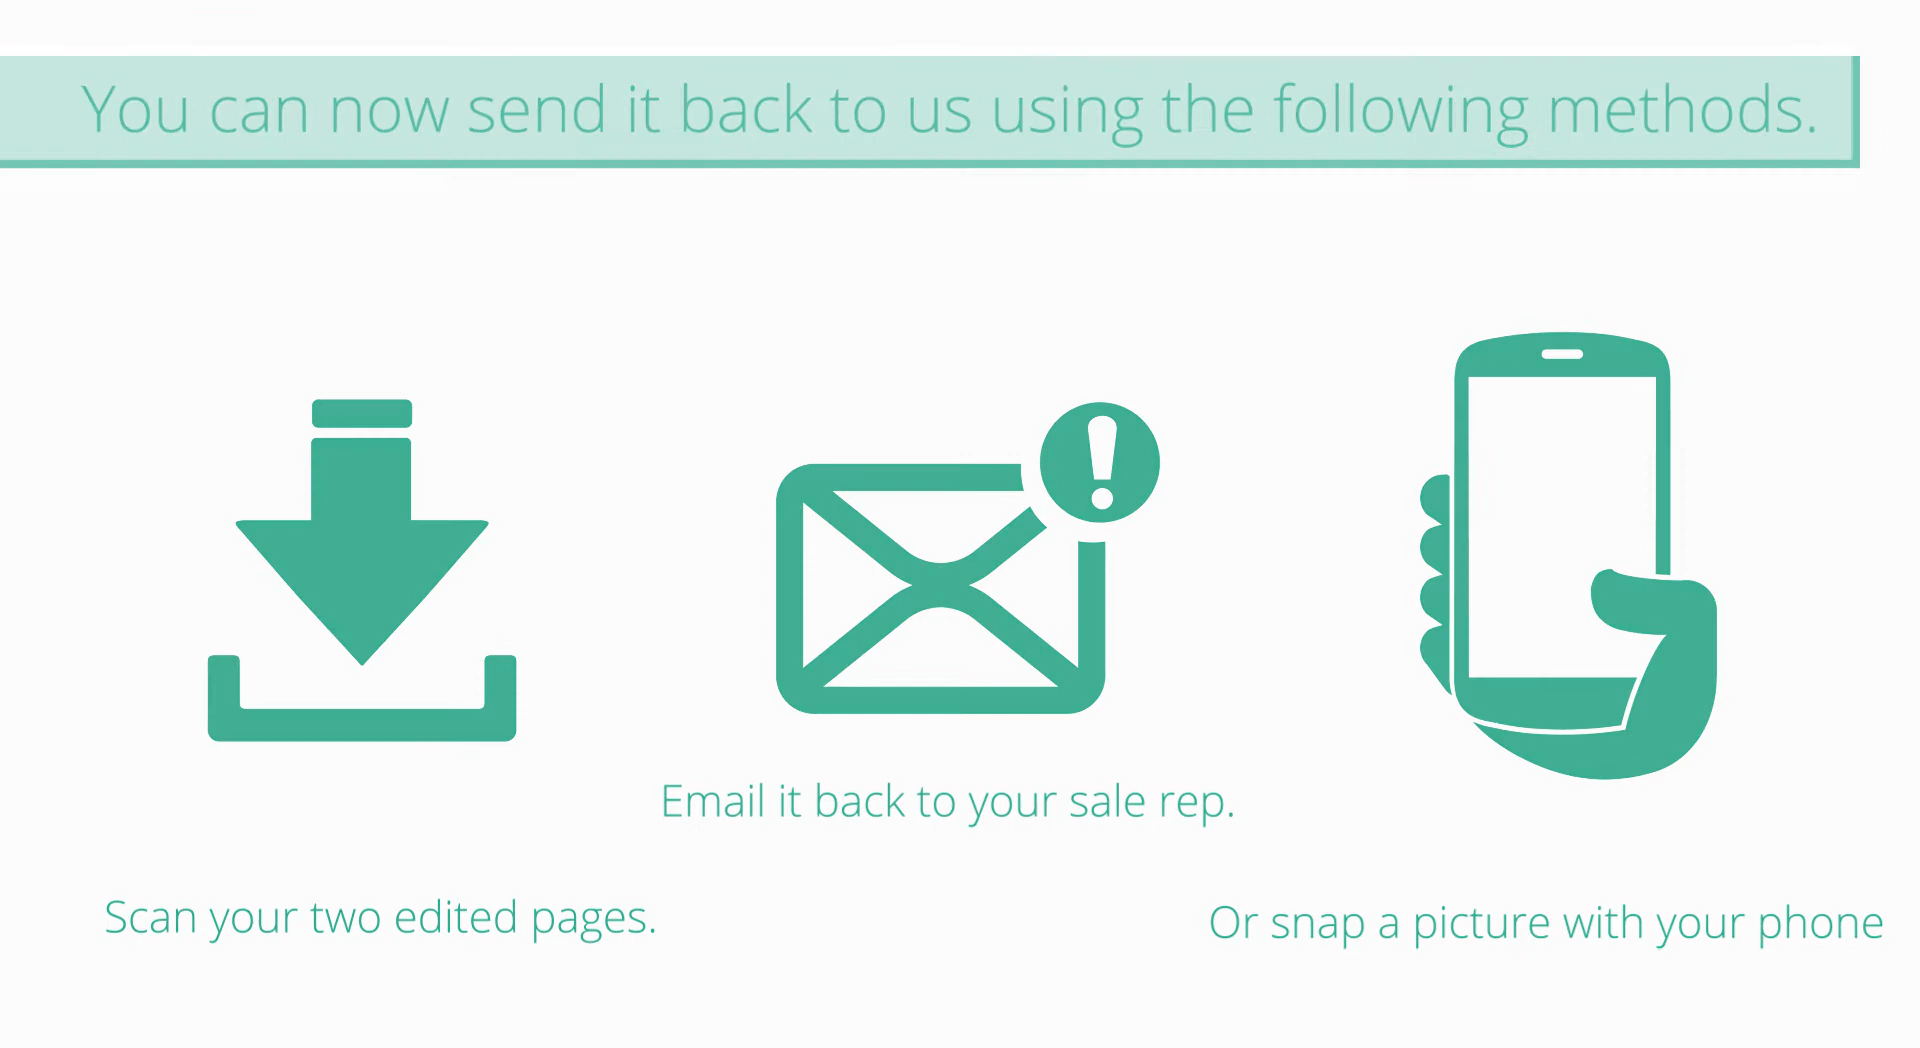 You can now send it back to us using the following methods.
Email it back to your sale rep.
Scan your two edited pages.
Or snap a picture with your phone